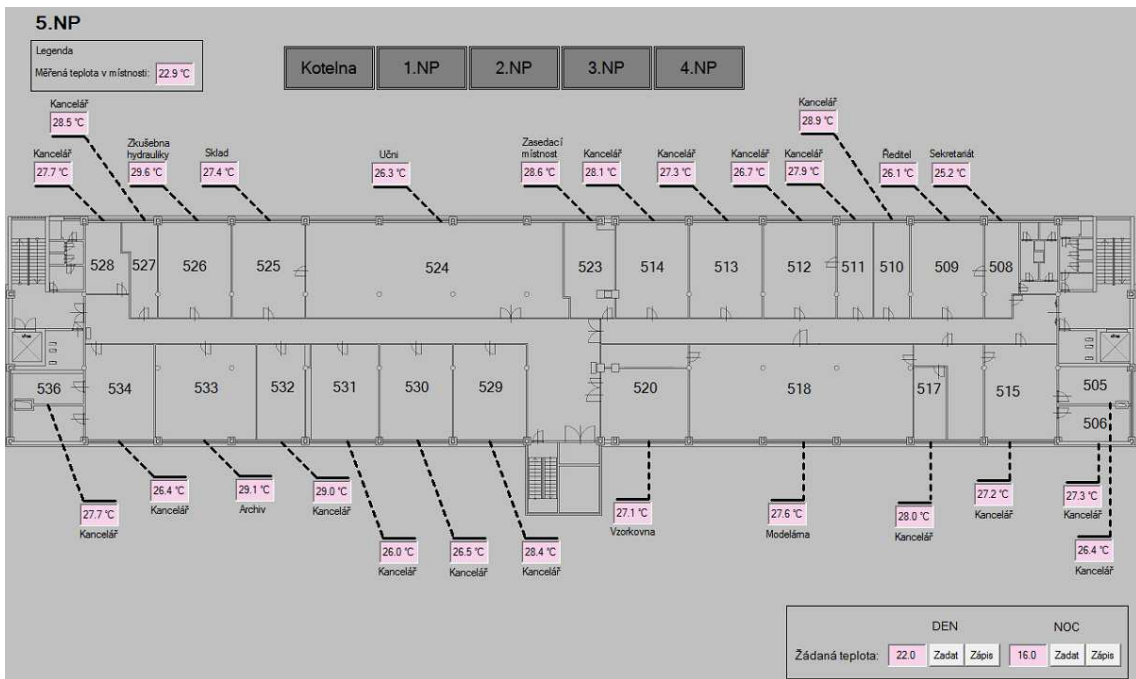 5.NP
Legenda
Měřená teplota v místnosti: 22.9 °C
Kotelna 1.NP 2.NP 3.NP 4.NP
Kancelář
28.5 °C
Kancelář
28.9 °C
Kancelář
27.7 °C
Zkušebna
hydrauliky
29.6 °C
Sklad
27.4 °C
Učni
26.3 °C
Zasedací
místnost
28.6 °C
Kancelář
28.1 °C
Kancelář
27.3 °C
Kancelář
26.7 °C
Kancelář
27.9 °C
Ředitel
26.1 °C
Sekretariát
25.2 °C
528 527 526 525 524 523 514 513 512 511 510 509 508
536 534 533 532 531 530 529 520 518 517 515 505
506
27.7 °C
Kancelář
26.4 °C
Kancelář
29.1 °C
Archiv
29.0 °C
Kancelář
26.0 °C
Kancelář
26.5 °C
Kancelář
28.4 °C
Kancelář
27.1 °C
Vzorkovna
27.6 °C
Modelárna
28.0 °C
Kancelář
27.2 °C
Kancelář
27.3 °C
Kancelář
26.4 °C
Kancelář
DEN NOC
Žádaná teplota: 22.0 Zadat Zápis 16.0 Zadat Zápis